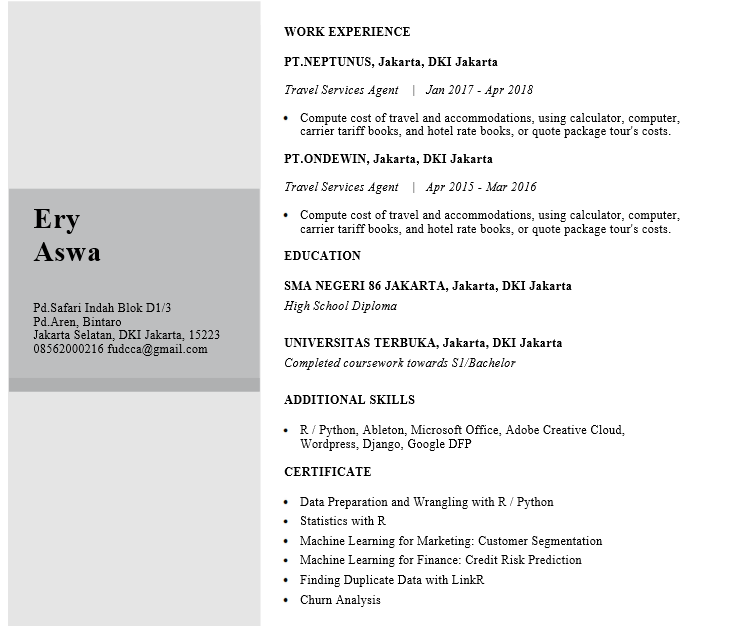 Ery
Aswa
Pd.Safari Indah Blok D1/3
Pd.Aren, Bintaro
Jakarta Selatan, DKI Jakarta, 15223
08562000216 fudcca@gmail.com
WORK EXPERIENCE
PT.NEPTUNUS, Jakarta, DKI Jakarta
Travel Services Agent | Jan 2017 - Apr 2018
• Compute cost of travel and accommodations, using calculator, computer,
carrier tariff books, and hotel rate books, or quote package tour's costs.
PT.ONDEWIN, Jakarta, DKI Jakarta
Travel Services Agent | Apr 2015 - Mar 2016
• Compute cost of travel and accommodations, using calculator, computer,
carrier tariff books, and hotel rate books, or quote package tour's costs.
EDUCATION
SMA NEGERI 86 JAKARTA, Jakarta, DKI Jakarta
High School Diploma
UNIVERSITAS TERBUKA, Jakarta, DKI Jakarta
Completed coursework towards S1/Bachelor
ADDITIONAL SKILLS
• R / Python, Ableton, Microsoft Office, Adobe Creative Cloud,
Wordpress, Django, Google DFP
CERTIFICATE
• Data Preparation and Wrangling with R / Python
• Statistics with R
• Machine Learning for Marketing: Customer Segmentation
• Machine Learning for Finance: Credit Risk Prediction
• Finding Duplicate Data with LinkR
• Churn Analysis